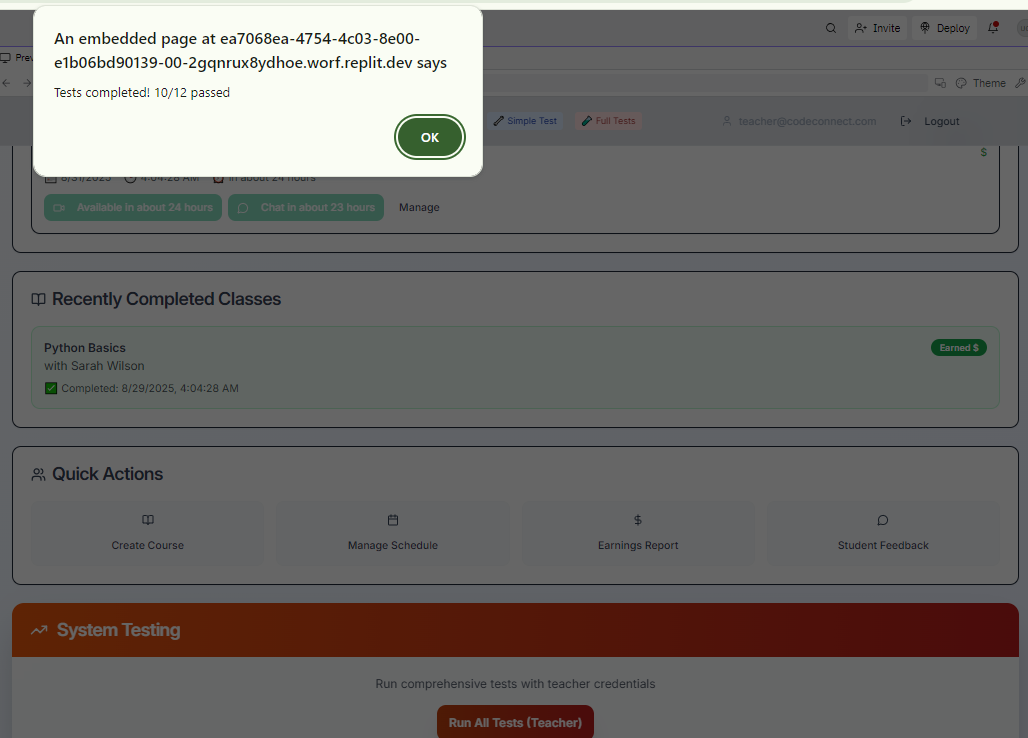 An embedded page at ea7068ea-4754-4c03-8e00-
e1b06bd90139-00-2gqnrux8ydhoe.worf.replit.dev says
Tests completed! 10/12 passed
OK
Invite
Deploy
Theme
Simple Test
Full Tests
teacher@codeconnect.com
Logout
$
8/31/2025
4:04:28 AM
in about 24 hours
Available in about 24 hours
Chat in about 23 hours
Manage
Recently Completed Classes
Python Basics
Earned $
with Sarah Wilson
Completed: 8/29/2025, 4:04:28 AM
Quick Actions
Create Course
Manage Schedule
Earnings Report
Student Feedback
System Testing
Run comprehensive tests with teacher credentials
Run All Tests (Teacher)